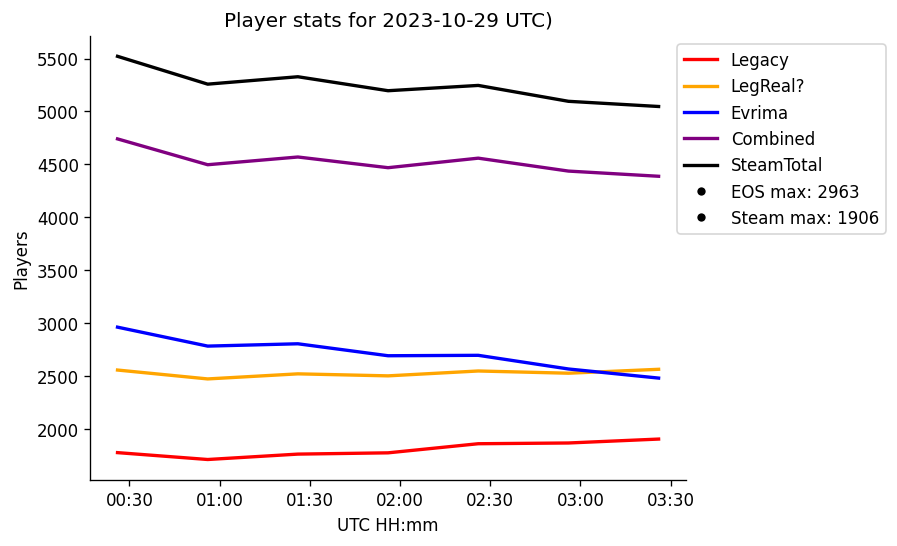 Player stats for 2023-10-29 UTC)
Legacy
LegReal?
Evrima
Combined
SteamTotal
EOS max: 2963
Steam max: 1906
Players
5500
5000
4500
4000
3500
3000
2500
2000
00:30 01:00 01:30 02:00 02:30 03:00 03:30
UTC HH:mm